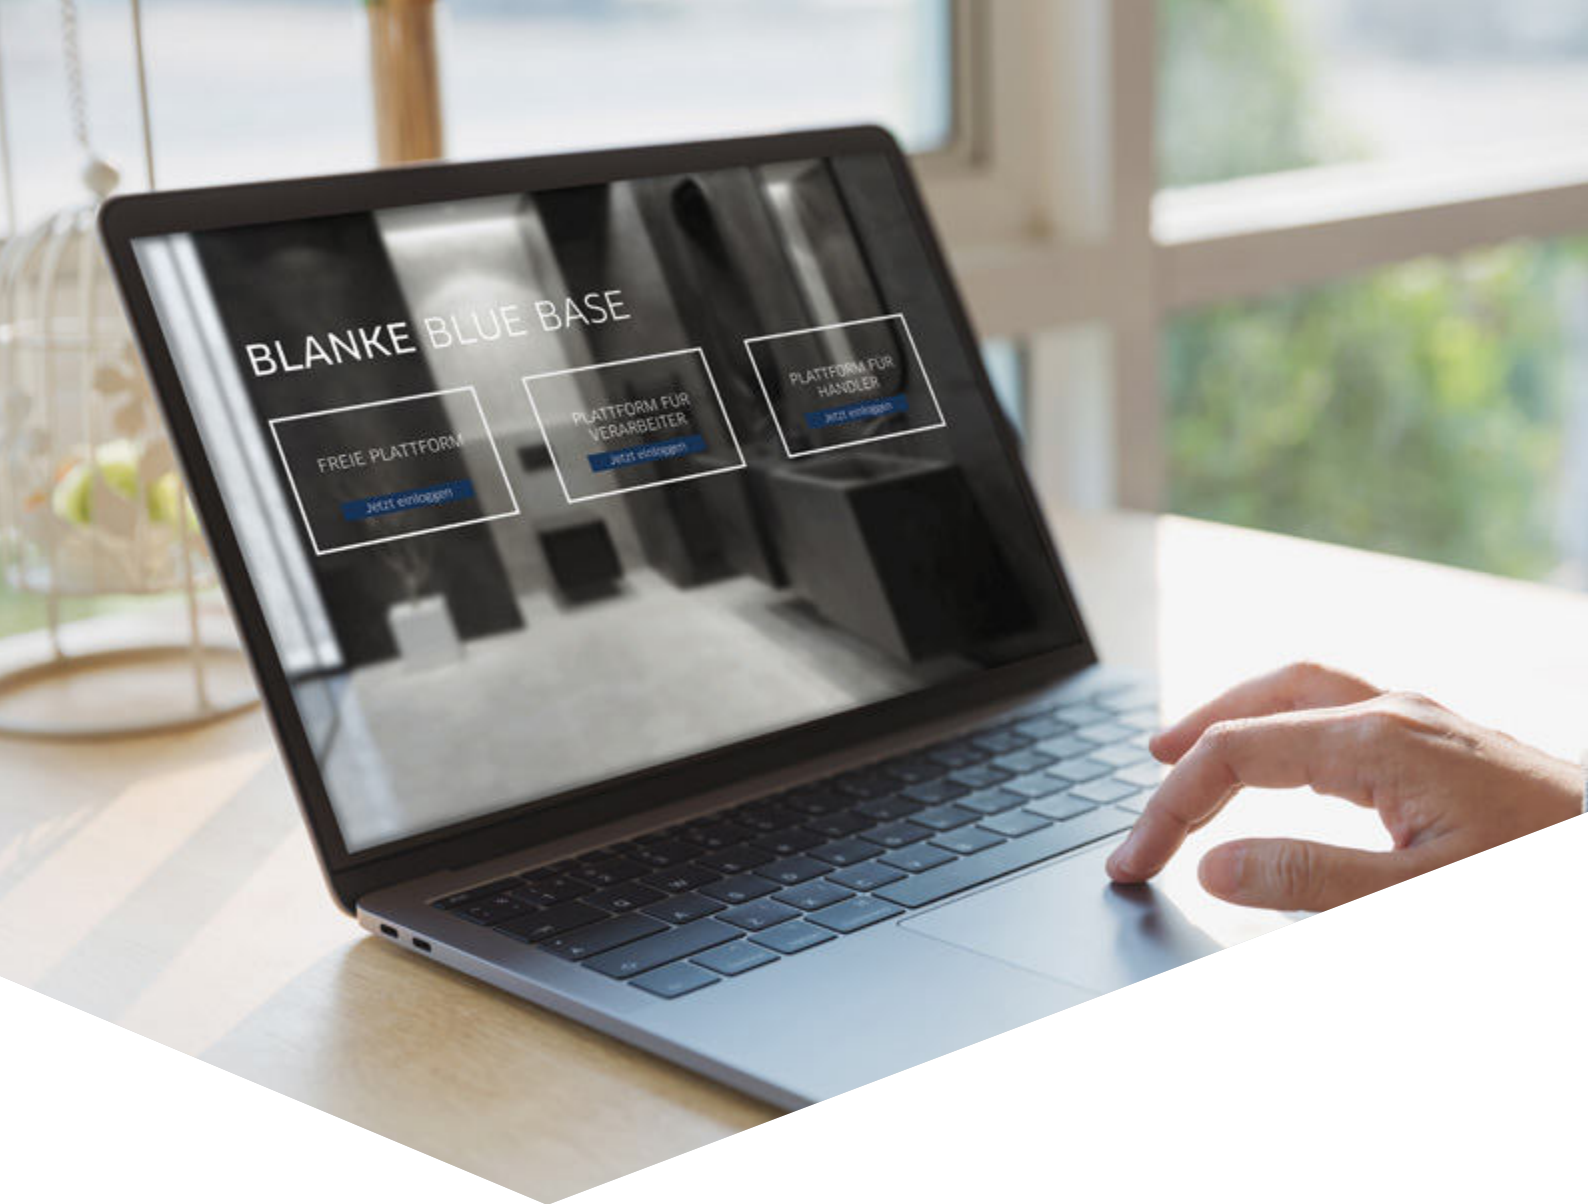 BLANKE BLUE BASE
FREIE PLATTFORM
Jetzt einloggen
PLATTFORM FÜR
VERARBEITER
Jetzt einloggen
PLATTFORM FÜR
HÄNDLER
Jetzt einloggen